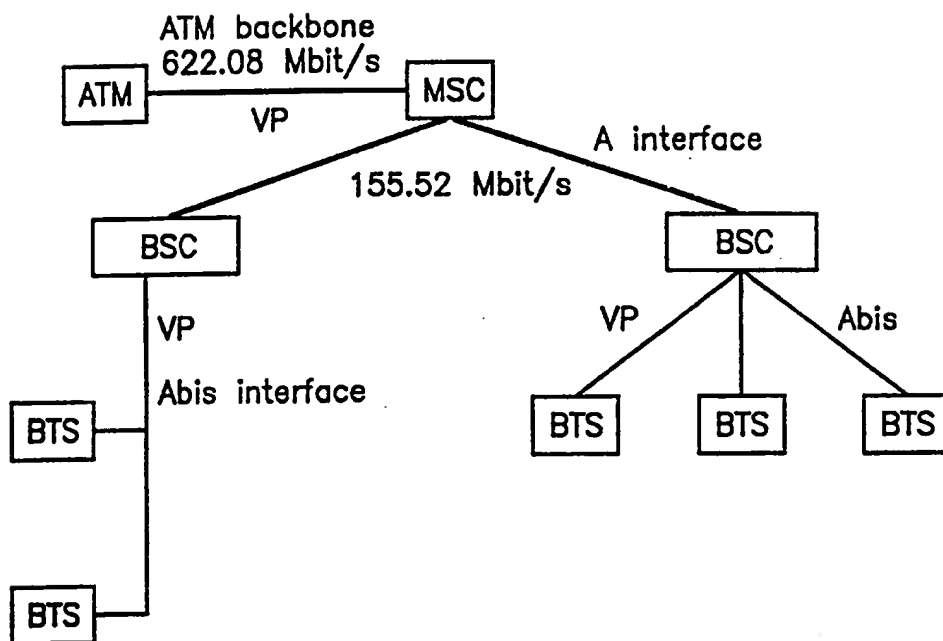 ATM backbone
622.08 Mbit/s
ATM
MSC
VP
A interface
155.52 Mbit/s
BSC
BSC
VP
VP
Abis
Abis interface
BTS
BTS
BTS
BTS
BTS